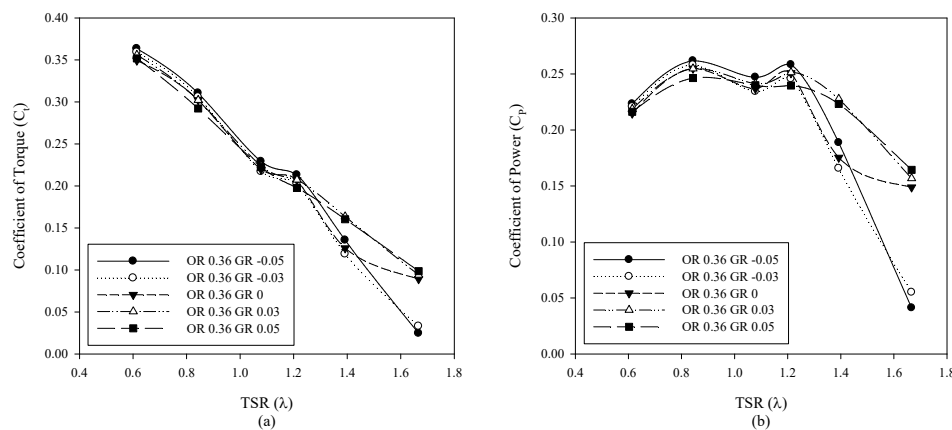 0.40
0.35
0.30
0.25
0.20
0.15
0.10
0.05
0.00
Coefficient of Torque (Ct)
OR 0.36 GR -0.05
OR 0.36 GR -0.03
OR 0.36 GR 0
OR 0.36 GR 0.03
OR 0.36 GR 0.05
0.4 0.6 0.8 1.0 1.2 1.4 1.6 1.8
TSR (λ)
(a)
0.30
0.25
0.20
0.15
0.10
0.05
0.00
Coefficient of Power (Cp)
OR 0.36 GR -0.05
OR 0.36 GR -0.03
OR 0.36 GR 0
OR 0.36 GR 0.03
OR 0.36 GR 0.05
0.4 0.6 0.8 1.0 1.2 1.4 1.6 1.8
TSR (λ)
(b)